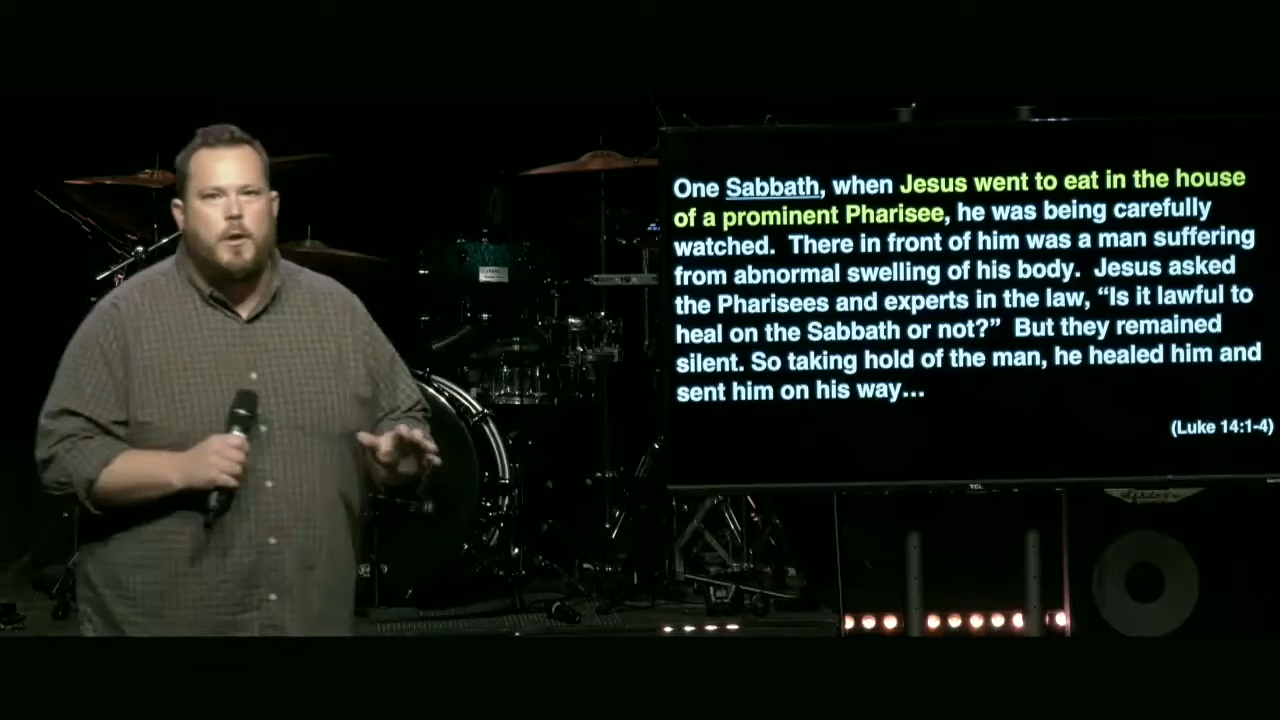 One Sabbath, when Jesus went to eat in the house
of a prominent Pharisee, he was being carefully
watched.  There in front of him was a man suffering
from abnormal swelling of his body.  Jesus asked
the Pharisees and experts in the law, “Is it lawful to
heal on the Sabbath or not?”  But they remained
silent. So taking hold of the man, he healed him and
sent him on his way…
(Luke 14:1-4)
TCL